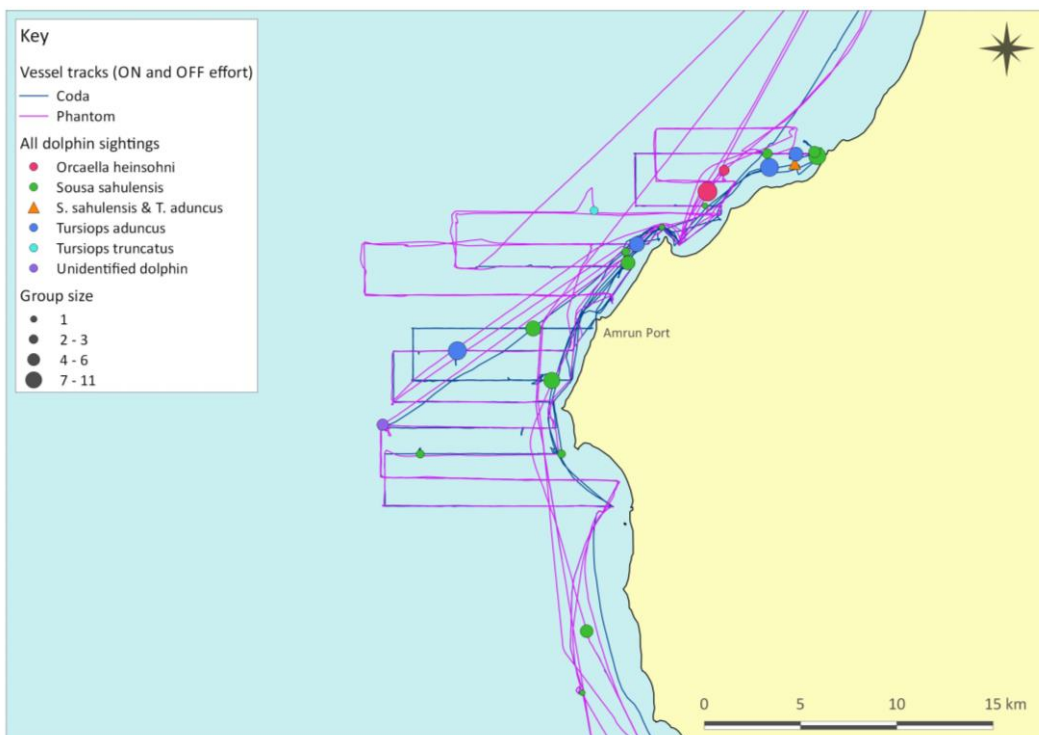 Key
Vessel tracks (ON and OFF effort)
Coda
Phantom
All dolphin sightings
Orcaella heinsohni
Sousa sahulensis
S. sahulensis & T. aduncus
Tursiops aduncus
Tursiops truncatus
Unidentified dolphin
Group size
1
2 - 3
4 - 6
7 - 11
Amrun Port
0 5 10 15 km